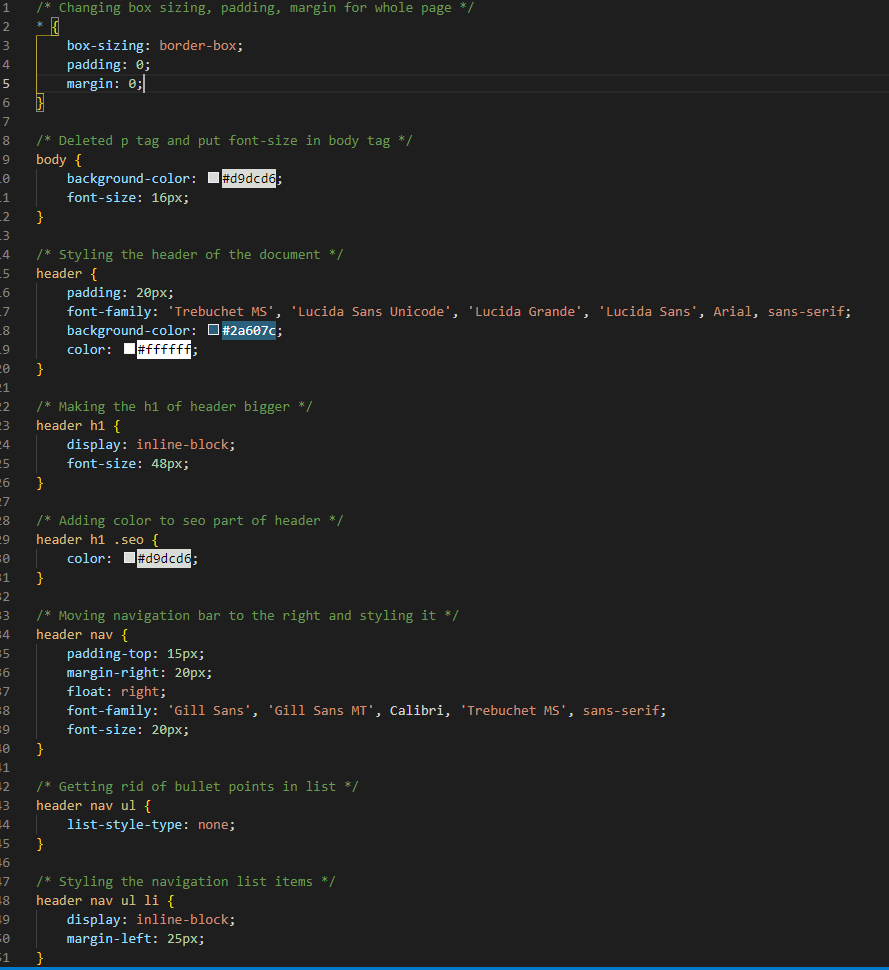 1 /* Changing box sizing, padding, margin for whole page */
2 * {
3 box-sizing: border-box;
4 padding: 0;
5 margin: 0;
6 }
7
8 /* Deleted p tag and put font-size in body tag */
9 body {
0 background-color: #d9dcd6;
1 font-size: 16px;
2 }
3
4 /* Styling the header of the document */
5 header {
6 padding: 20px;
7 font-family: 'Trebuchet MS', 'Lucida Sans Unicode', 'Lucida Grande', 'Lucida Sans', Arial, sans-serif;
8 background-color: #2a607c;
9 color: #ffffff;
20 }
21
22 /* Making the h1 of header bigger */
23 header h1 {
24 display: inline-block;
25 font-size: 48px;
26 }
27
28 /* Adding color to seo part of header */
29 header h1 .seo {
30 color: #d9dcd6;
31 }
32
33 /* Moving navigation bar to the right and styling it */
34 header nav {
35 padding-top: 15px;
36 margin-right: 20px;
37 float: right;
38 font-family: 'Gill Sans', 'Gill Sans MT', Calibri, 'Trebuchet MS', sans-serif;
39 font-size: 20px;
40 }
41
42 /* Getting rid of bullet points in list */
43 header nav ul {
44 list-style-type: none;
45 }
46
47 /* Styling the navigation list items */
48 header nav ul li {
49 display: inline-block;
50 margin-left: 25px;
51 }